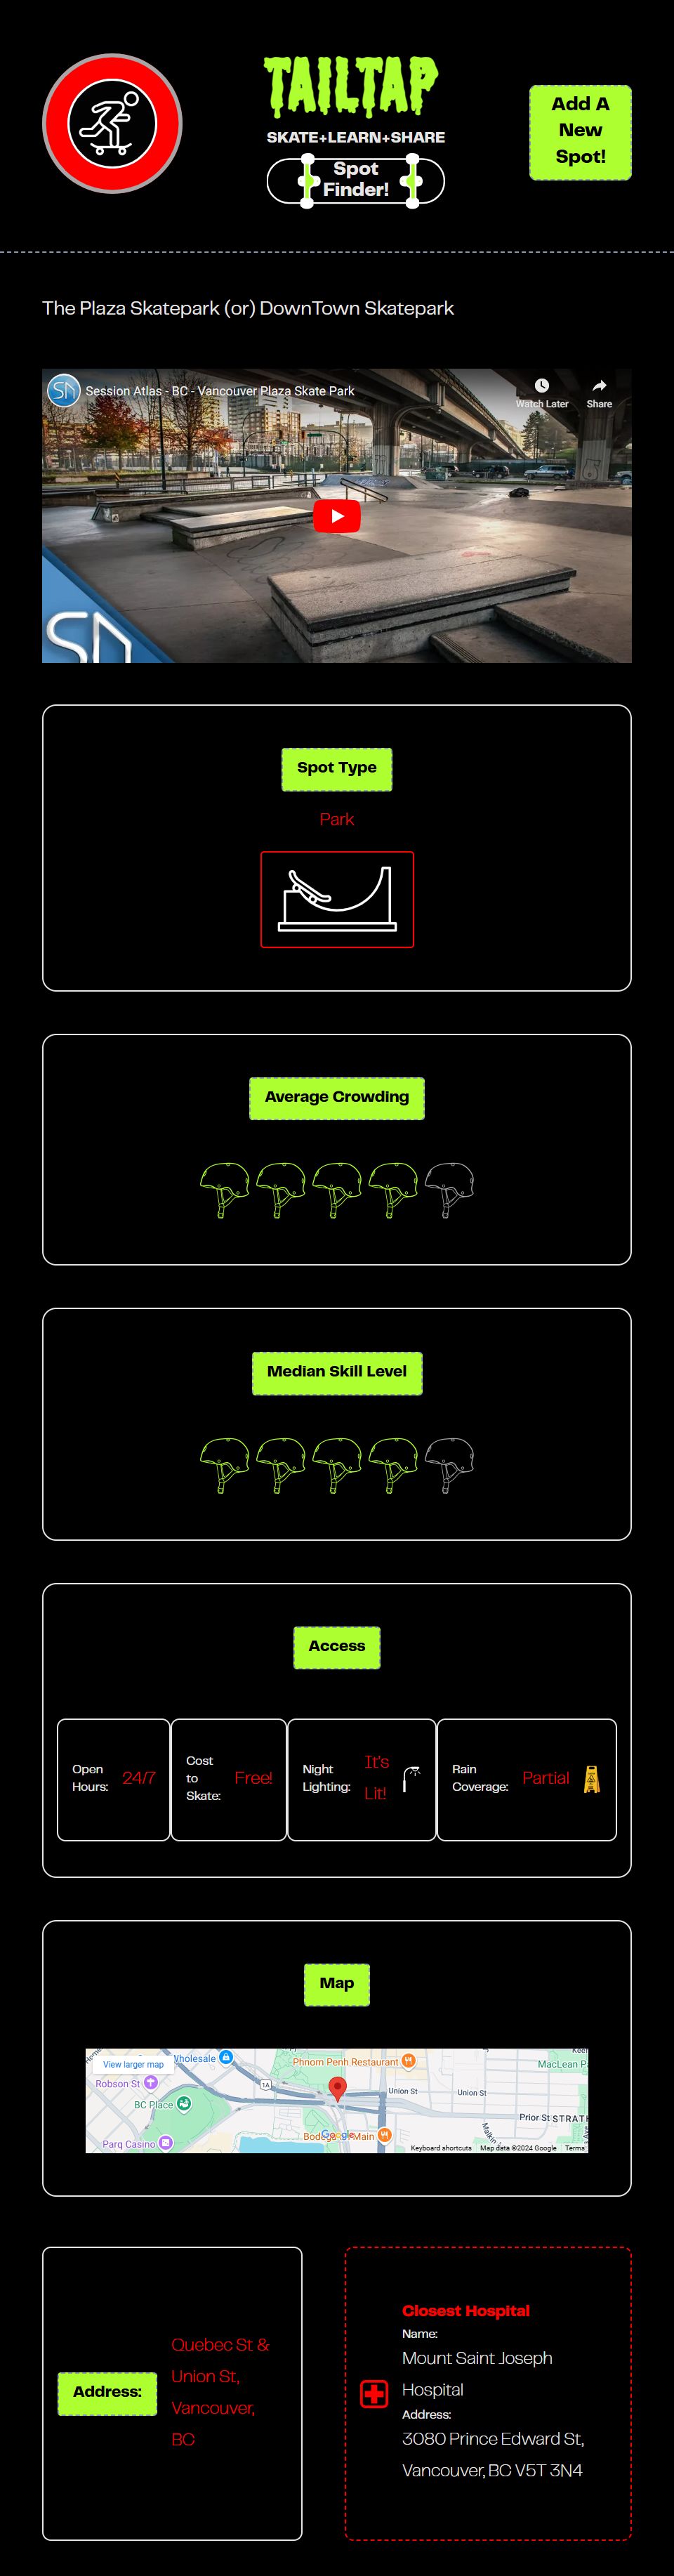 TAILTAP
SKATE+LEARN+SHARE
Spot
Finder!
Add A
New
Spot!
The Plaza Skatepark (or) DownTown Skatepark
Session Atlas - BC - Vancouver Plaza Skate Park
Watch Later
Share
SA
Spot Type
Park
Average Crowding
Median Skill Level
Access
Open
Hours:
24/7
Cost
to
Skate:
Free!
Night
Lighting:
It's
Lit!
Rain
Coverage:
Partial
Map
View larger map
Wholesale
Phnom Penh Restaurant
MacLean P
Robson St
1A
Union St
Union St
BC Place
Prior St
STRATH
Parq Casino
Main
Google
Malkin
Keyboard shortcuts
Map data ©2024 Google
Terms
Address:
Quebec St &
Union St,
Vancouver,
BC
Closest Hospital
Name:
Mount Saint Joseph
Hospital
Address:
3080 Prince Edward St,
Vancouver, BC V5T 3N4